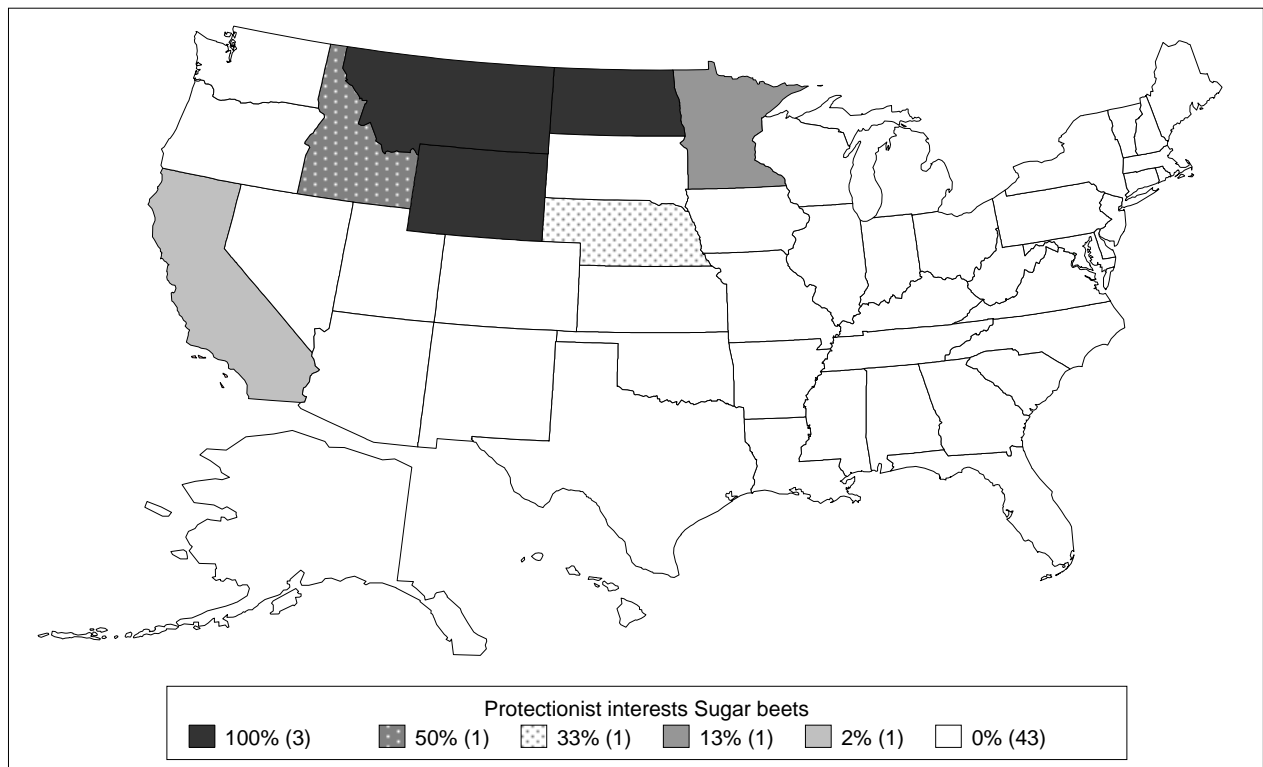 Protectionist interests Sugar beets
100% (3) 50% (1) 33% (1) 13% (1) 2% (1) 0% (43)